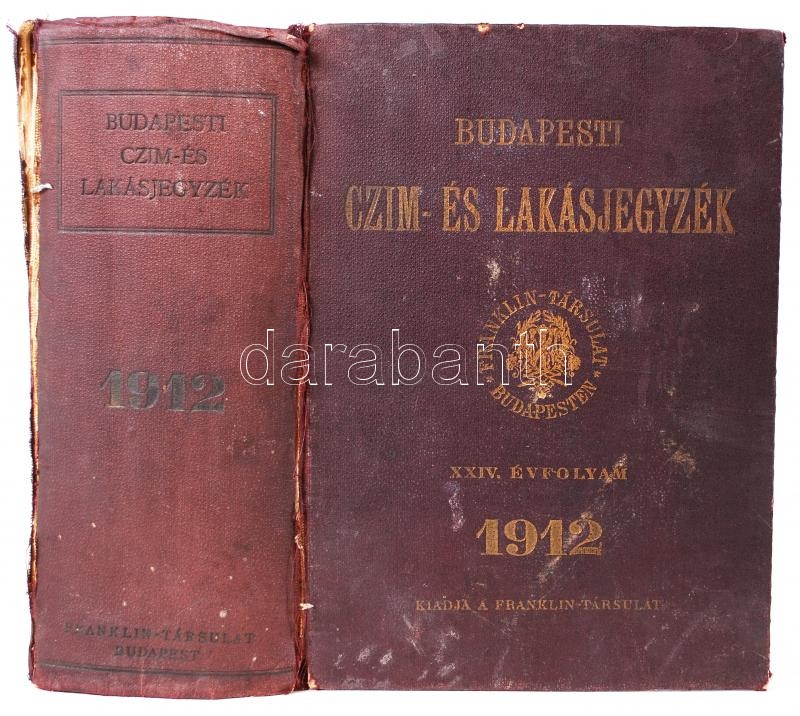 BUDAPESTI
CZIM-ÉS
LAKÁSJEGYZÉK
1912
FRANKLIN-TÁRSULAT
BUDAPEST
BUDAPESTI
CZIM- ÉS LAKÁSJEGYZÉK
FRANKLIN-TÁRSULAT
BUDAPESTEN
XXIV. ÉVFOLYAM
1912
KIADJA A FRANKLIN-TÁRSULAT
darabanth